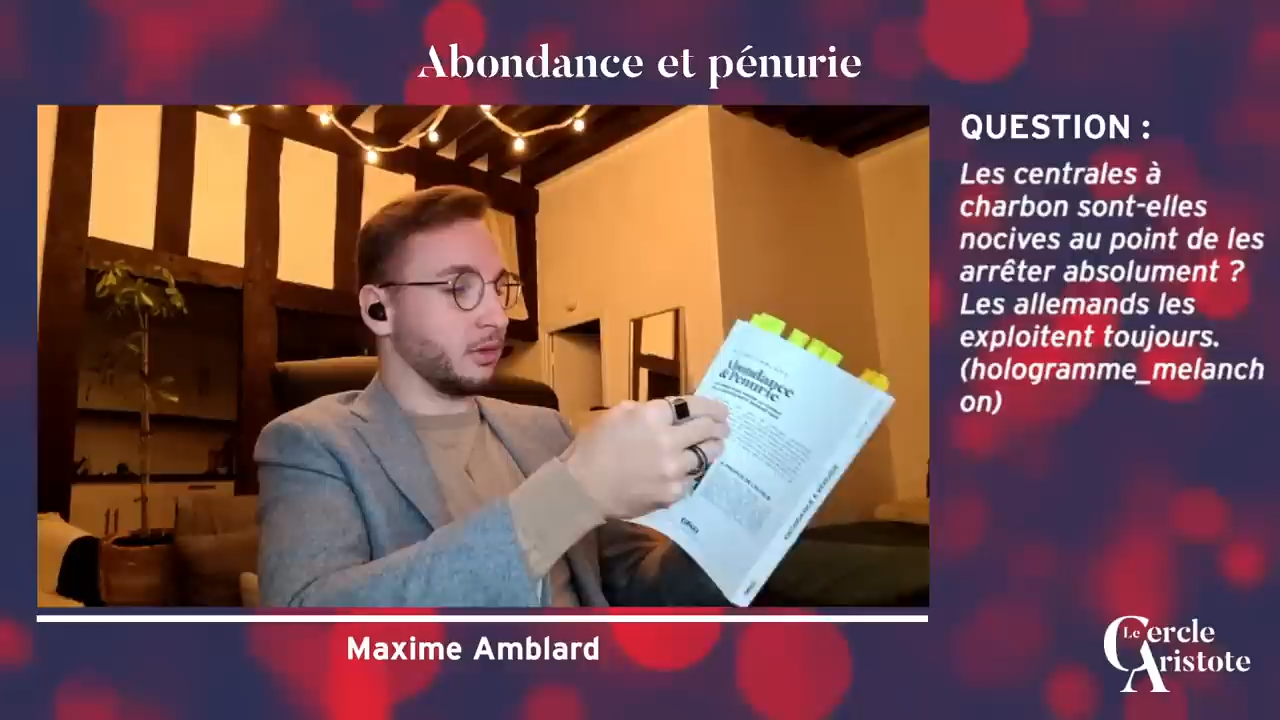 Abondance et pénurie
QUESTION :
Les centrales à
charbon sont-elles
nocives au point de les
arrêter absolument ?
Les allemands les
exploitent toujours.
(hologramme_melanch
on)
Abondance
& Pénurie
Maxime Amblard
Le Cercle
Aristote